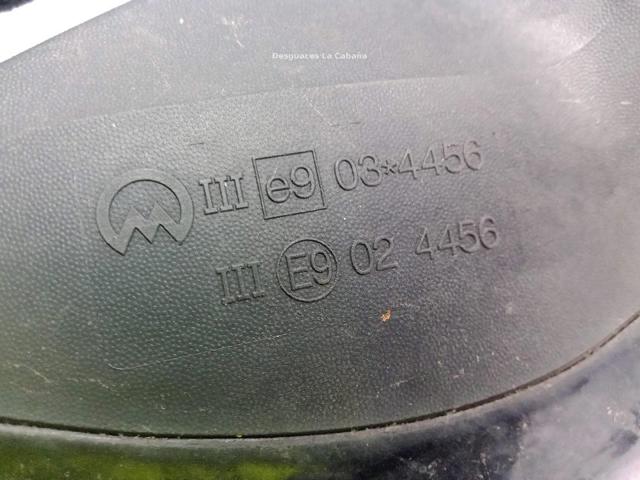 Desguaces La Cabaña
III e9 03*4456
III E9 02 4456